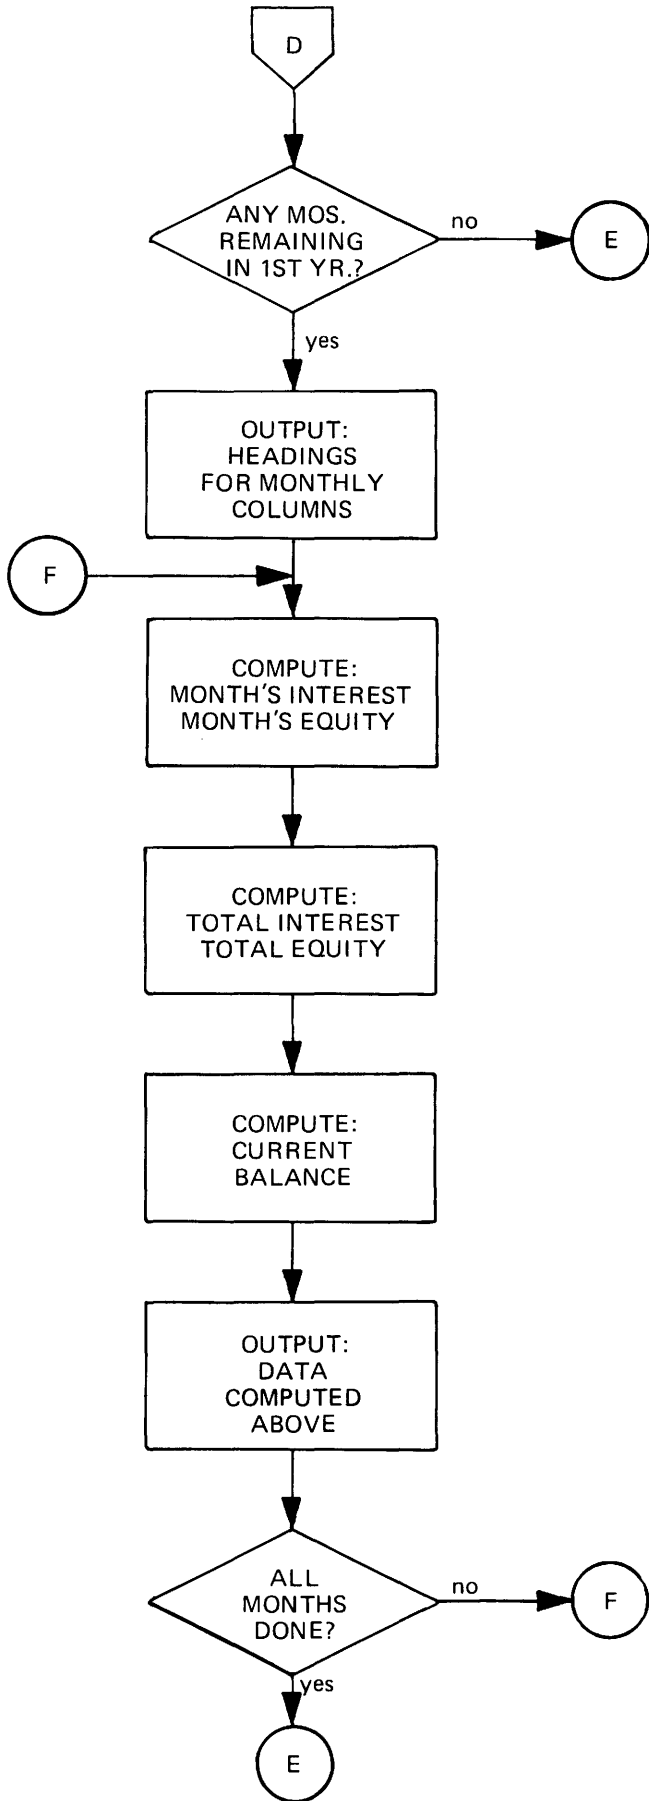 D
ANY MOS.
REMAINING
IN 1ST YR.?
no
E
yes
OUTPUT:
HEADINGS
FOR MONTHLY
COLUMNS
F
COMPUTE:
MONTH'S INTEREST
MONTH'S EQUITY
COMPUTE:
TOTAL INTEREST
TOTAL EQUITY
COMPUTE:
CURRENT
BALANCE
OUTPUT:
DATA
COMPUTED
ABOVE
ALL
MONTHS
DONE?
no
F
yes
E